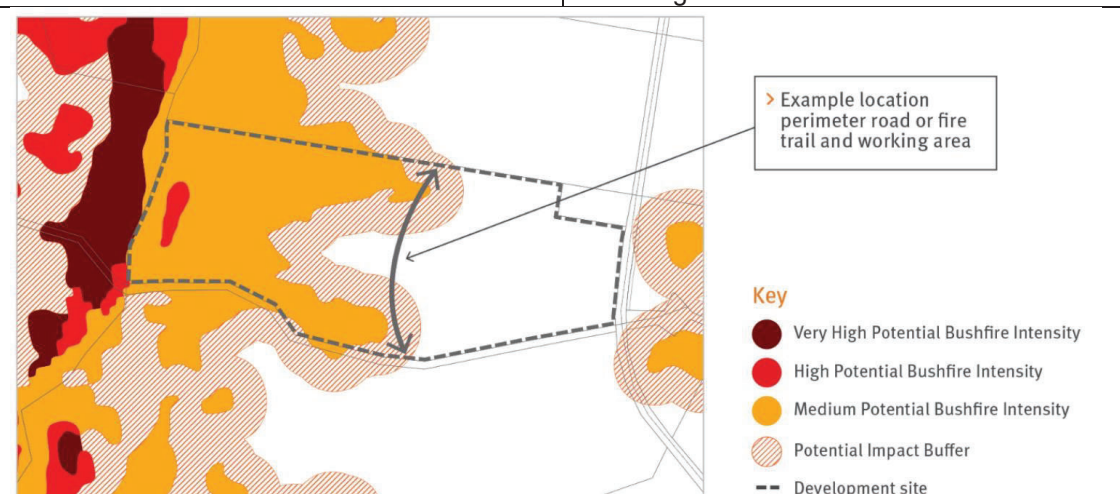 > Example location
perimeter road or fire
trail and working area
Key
Very High Potential Bushfire Intensity
High Potential Bushfire Intensity
Medium Potential Bushfire Intensity
Potential Impact Buffer
Development site